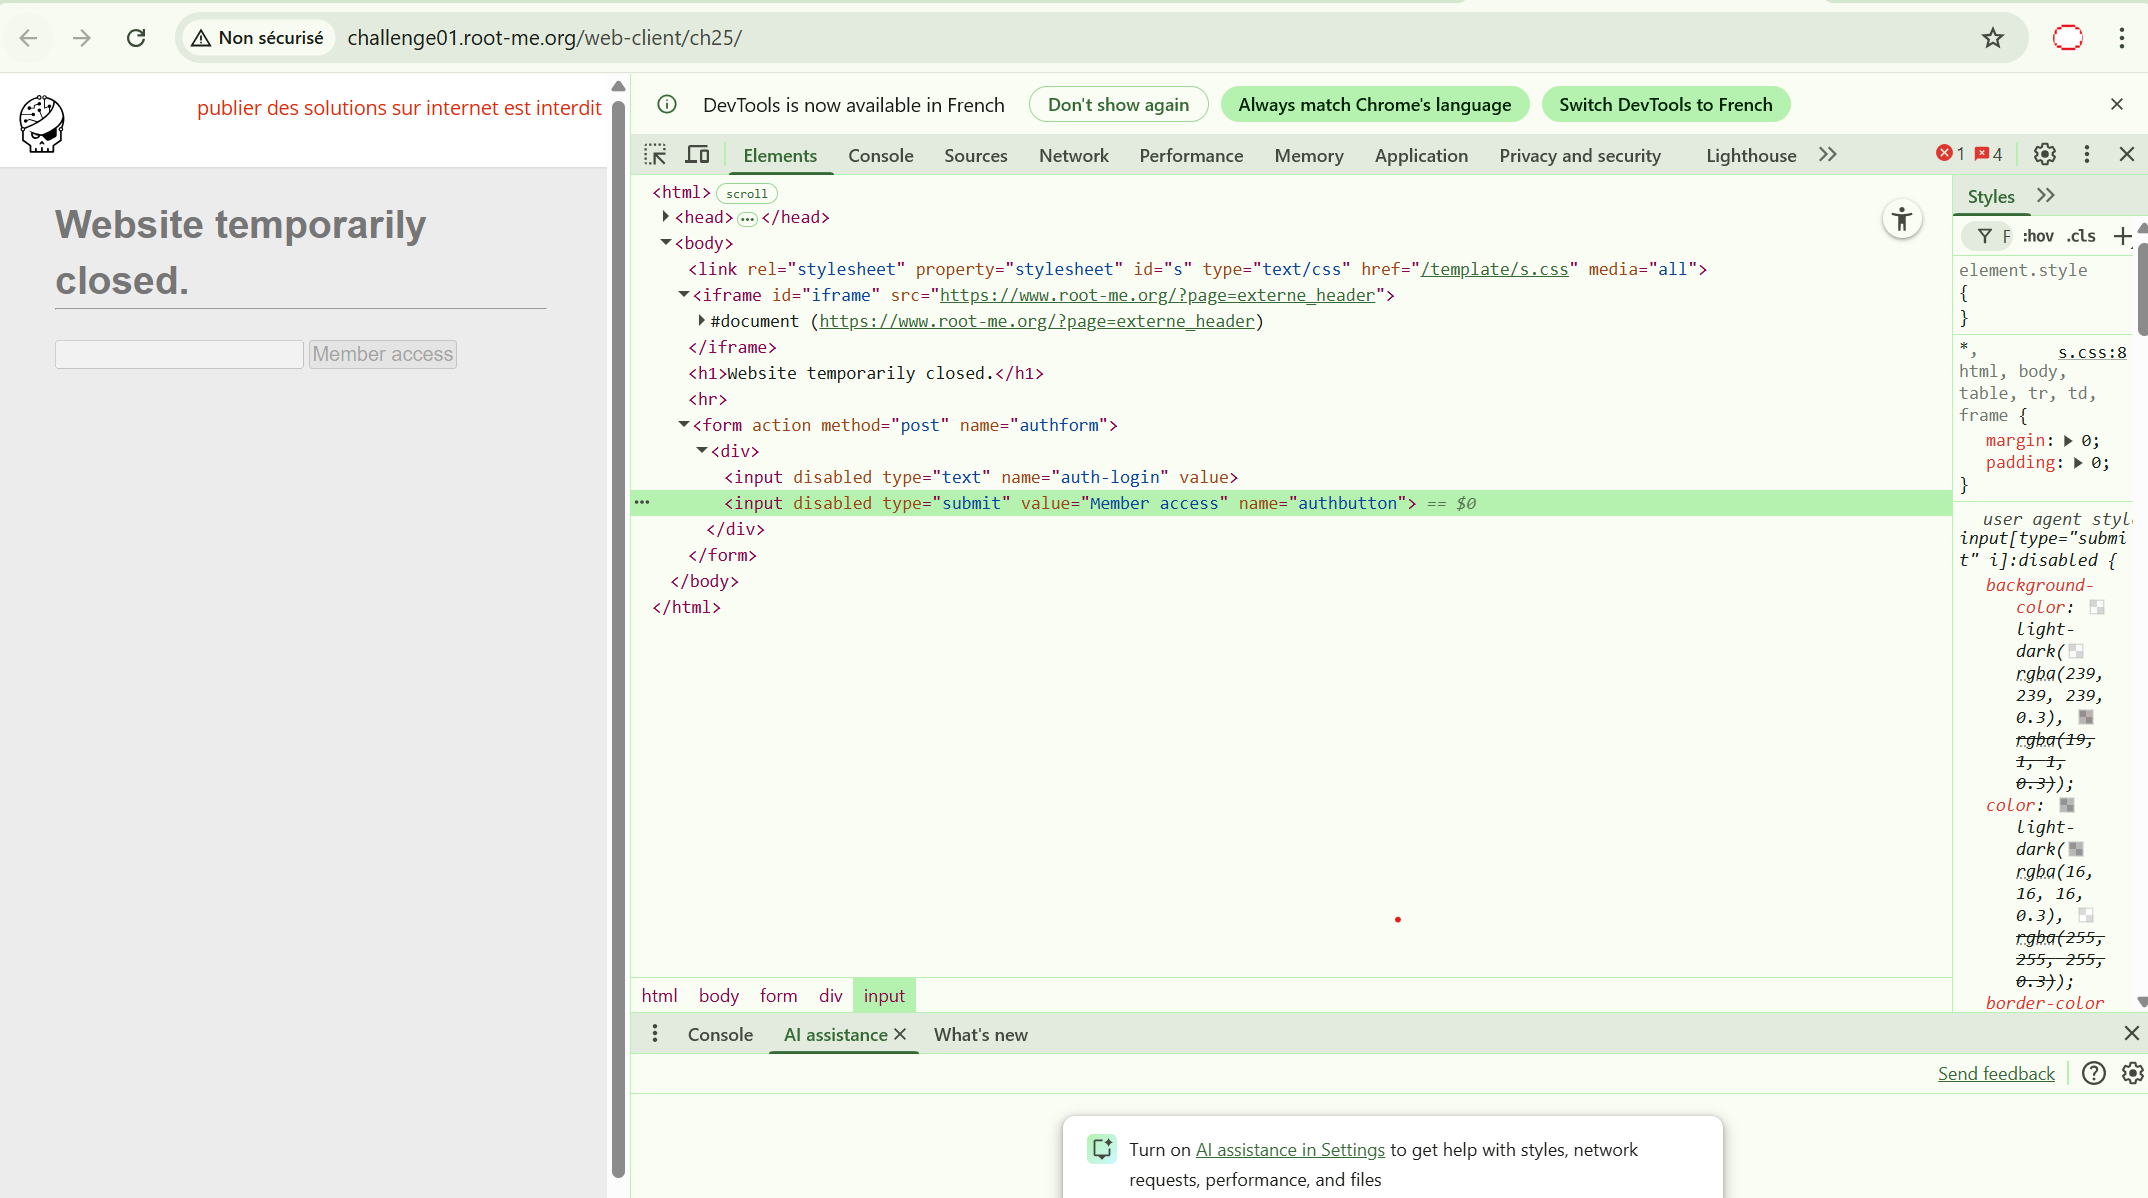 Non sécurisé challenge01.root-me.org/web-client/ch25/
publier des solutions sur internet est interdit
Website temporarily
closed.
Member access
DevTools is now available in French Don't show again Always match Chrome's language Switch DevTools to French
Elements Console Sources Network Performance Memory Application Privacy and security Lighthouse 1 4
<html> scroll
<head> ••• </head>
<body>
<link rel="stylesheet" property="stylesheet" id="s" type="text/css" href="/template/s.css" media="all">
<iframe id="iframe" src="https://www.root-me.org/?page=externe_header">
#document (https://www.root-me.org/?page=externe_header)
</iframe>
<h1>Website temporarily closed.</h1>
<hr>
<form action method="post" name="authform">
<div>
<input disabled type="text" name="auth-login" value>
<input disabled type="submit" value="Member access" name="authbutton"> == $0
</div>
</form>
</body>
</html>
html body form div input
Styles
F :hov .cls
element.style
{
}
*, s.css:8
html, body,
table, tr, td,
frame {
margin: 0;
padding: 0;
}
user agent styl
input[type="submi
t" i]:disabled {
background-
color:
light-
dark(
rgba(239,
239, 239,
0.3),
rgba(19,
1, 1,
0.3));
color:
light-
dark(
rgba(16,
16, 16,
0.3),
rgba(255,
255, 255,
0.3));
border-color
Console AI assistance What's new
Send feedback
Turn on AI assistance in Settings to get help with styles, network
requests, performance, and files